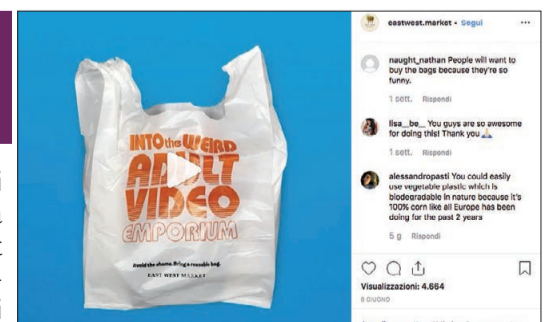 INTO the WEIRD
ADULT
VIDEO
EMPORIUM
Avoid the shame. Bring a reusable bag.
EAST WEST MARKET
eastwest.market • Segui
naught_nathan People will want to
buy the bags because they're so
funny.
1 sett. Rispondi
lisa__be__ You guys are so awesome
for doing this! Thank you 🙏🏻
1 sett. Rispondi
alessandropasti You could easily
use vegetable plastic which is
biodegradable in nature because it's
100% corn like all Europe has been
doing for the past 2 years
5 g Rispondi
Visualizzazioni: 4.664
6 GIUGNO